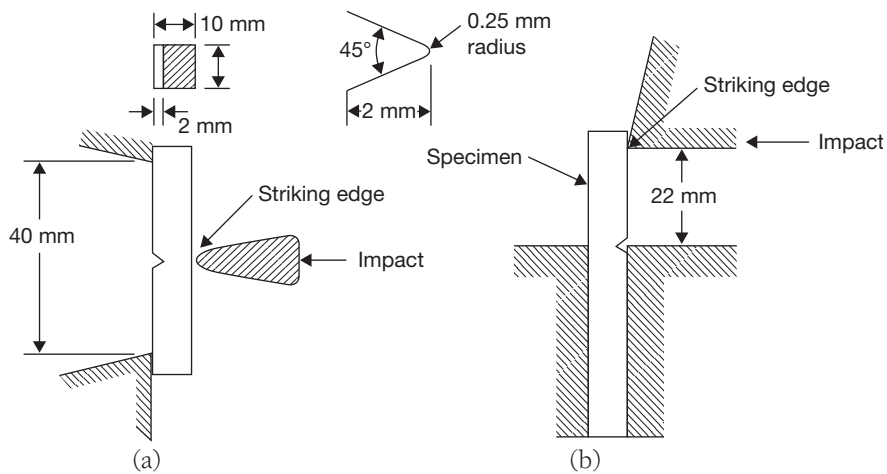 10 mm
45°
0.25 mm
radius
2 mm
2 mm
Striking edge
Specimen
Impact
22 mm
Striking edge
40 mm
Impact
(a)
(b)